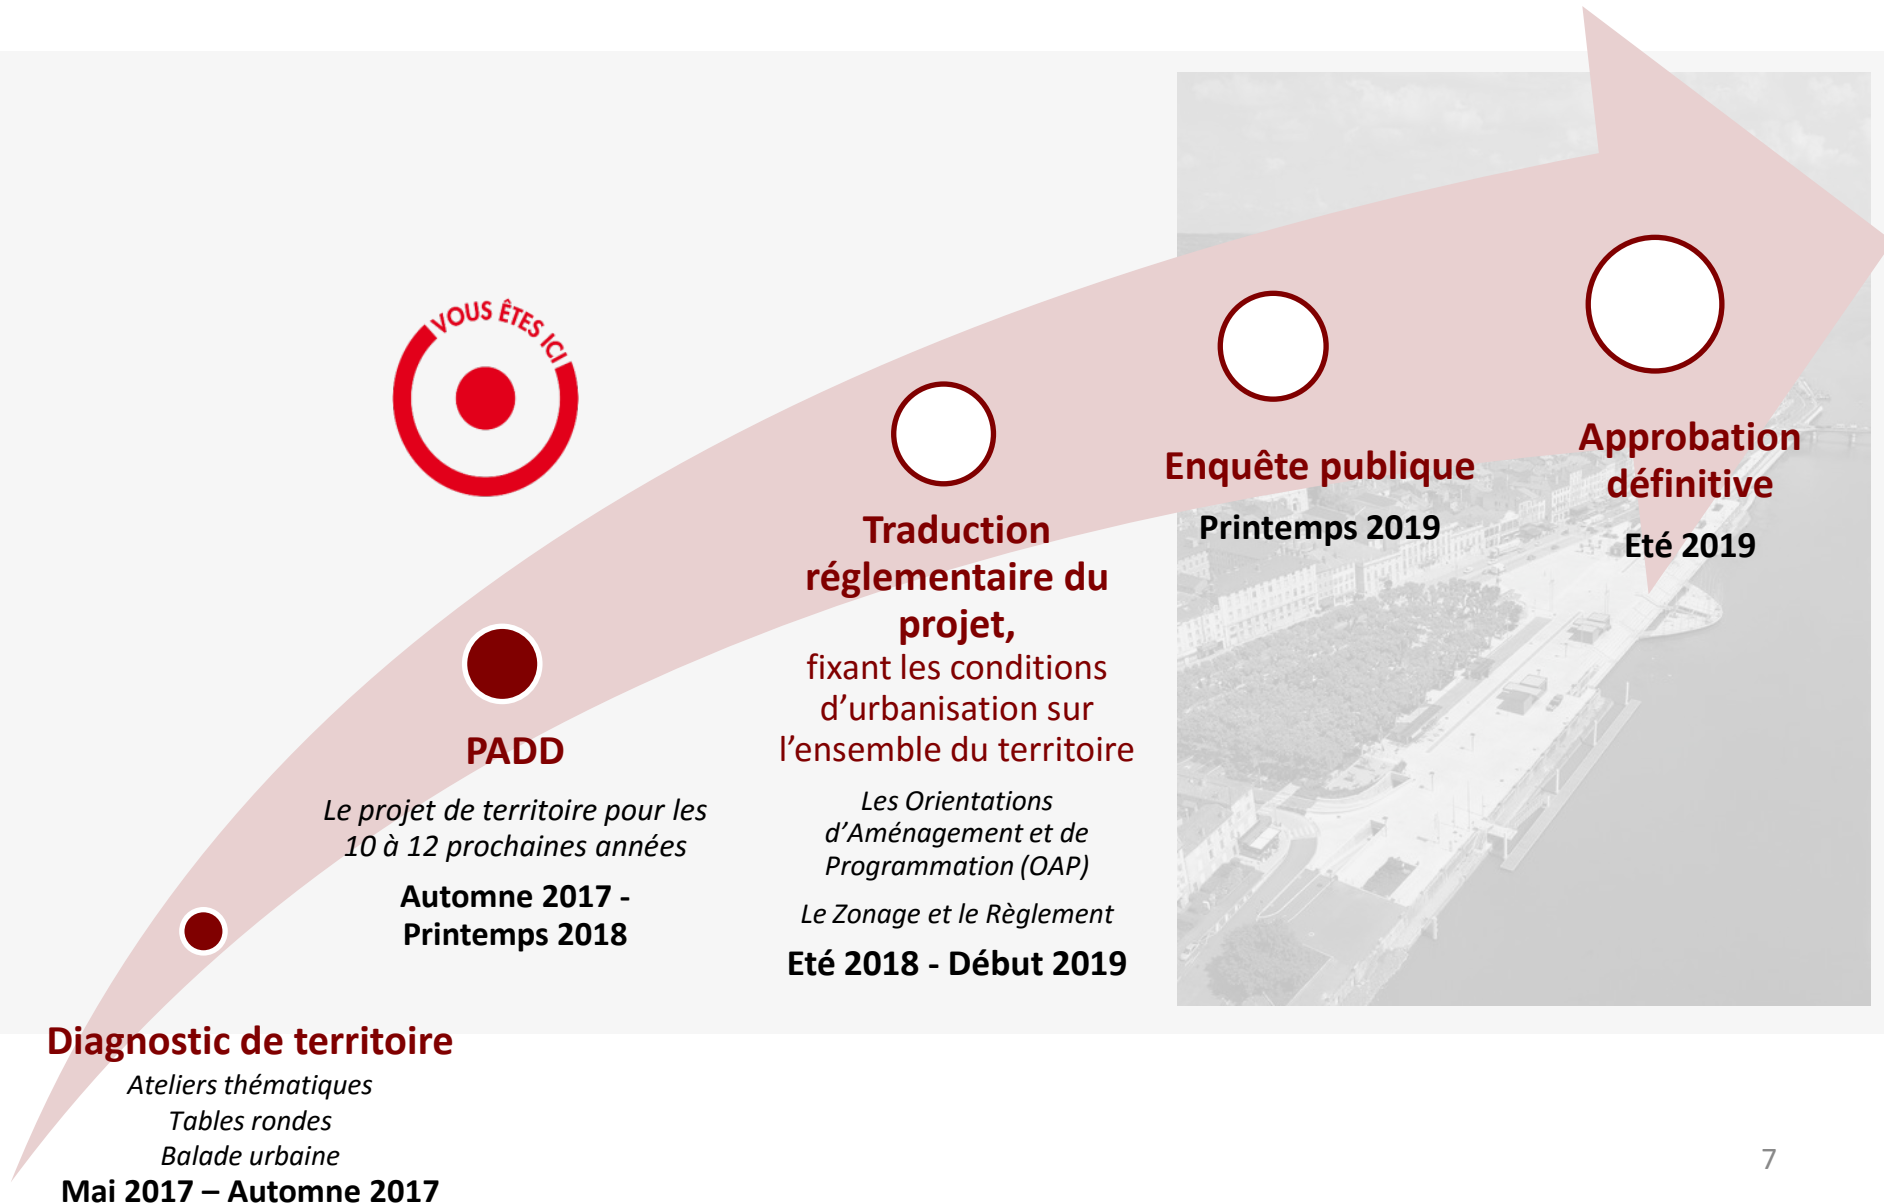 VOUS ÊTES ICI
Diagnostic de territoire
Ateliers thématiques
Tables rondes
Balade urbaine
Mai 2017 – Automne 2017
PADD
Le projet de territoire pour les
10 à 12 prochaines années
Automne 2017 -
Printemps 2018
Traduction
réglementaire du
projet,
fixant les conditions
d’urbanisation sur
l’ensemble du territoire
Les Orientations
d’Aménagement et de
Programmation (OAP)
Le Zonage et le Règlement
Eté 2018 - Début 2019
Enquête publique
Printemps 2019
Approbation
définitive
Eté 2019
7